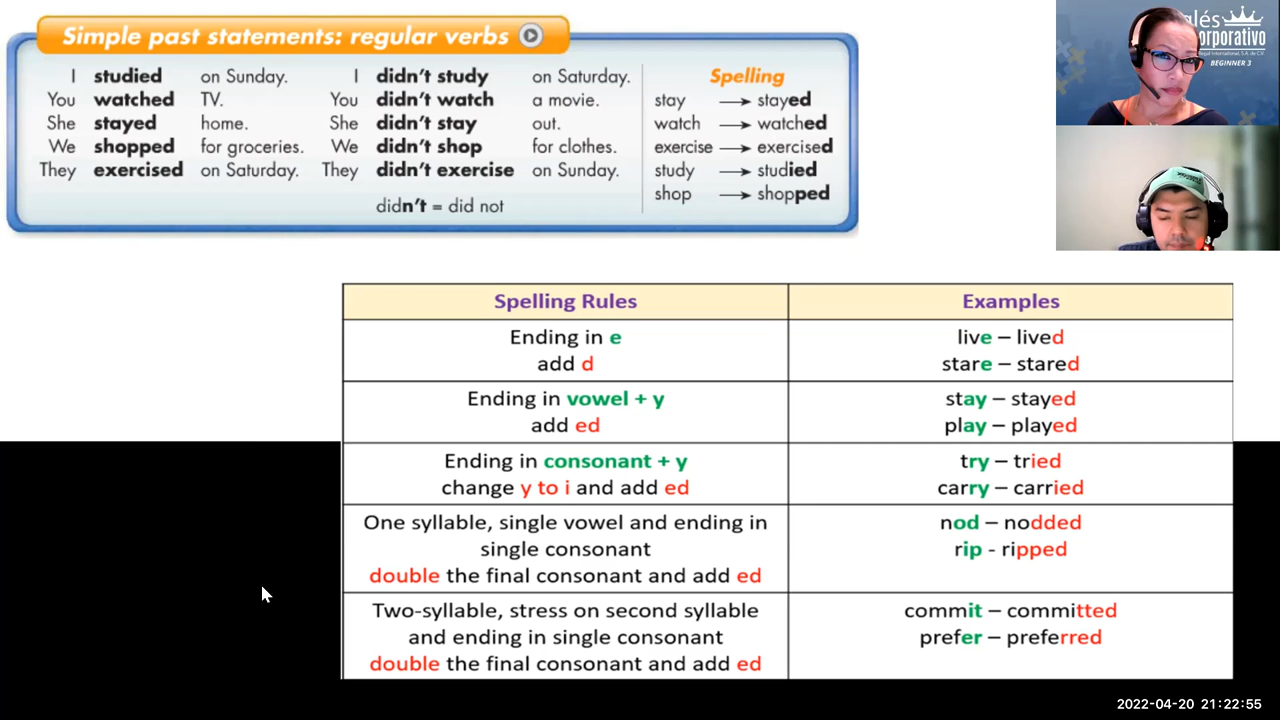 Simple past statements: regular verbs
I studied on Sunday. I didn't study on Saturday.
You watched TV. You didn't watch a movie.
She stayed home. She didn't stay out.
We shopped for groceries. We didn't shop for clothes.
They exercised on Saturday. They didn't exercise on Sunday.
didn't = did not
Spelling
stay → stayed
watch → watched
exercise → exercised
study → studied
shop → shopped
BEGINNER 3
Spelling Rules Examples
Ending in e
add d
live – lived
stare – stared
Ending in vowel + y
add ed
stay – stayed
play – played
Ending in consonant + y
change y to i and add ed
try – tried
carry – carried
One syllable, single vowel and ending in
single consonant
double the final consonant and add ed
nod – nodded
rip - ripped
Two-syllable, stress on second syllable
and ending in single consonant
double the final consonant and add ed
commit – committed
prefer – preferred
2022-04-20 21:22:55